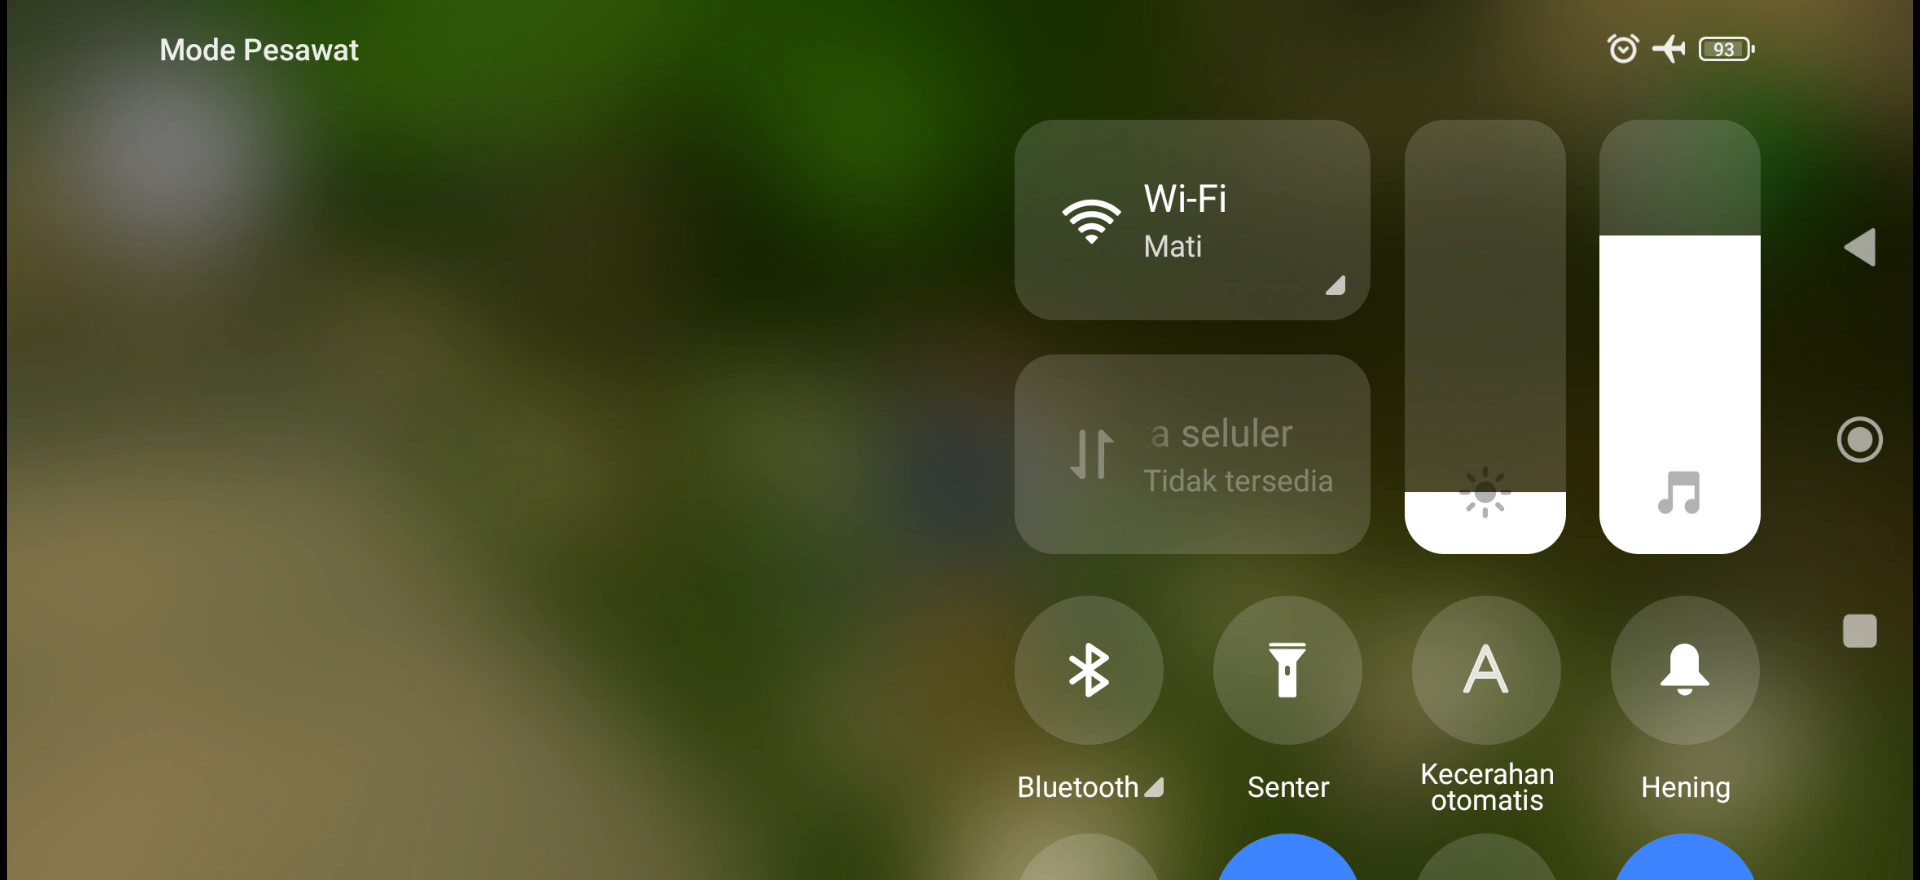 Mode Pesawat
93
Wi-Fi
Mati
a seluler
Tidak tersedia
Bluetooth
Senter
Kecerahan
otomatis
Hening